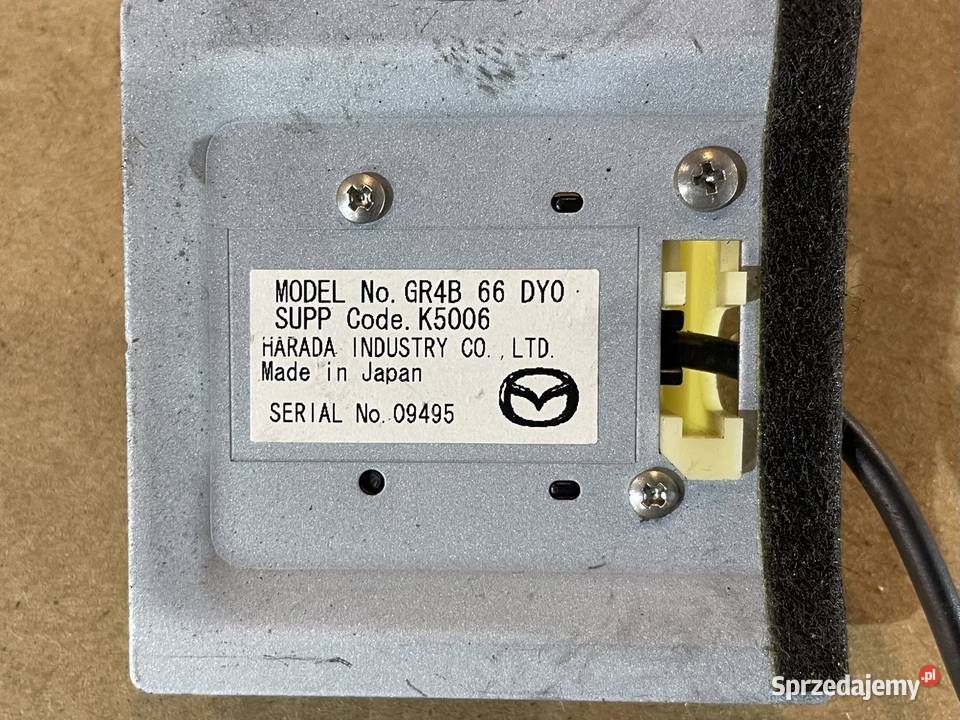 MODEL No. GR4B 66 DY0
SUPP Code. K5006
HARADA INDUSTRY CO., LTD.
Made in Japan
SERIAL No. 09495
Sprzedajemy.pl